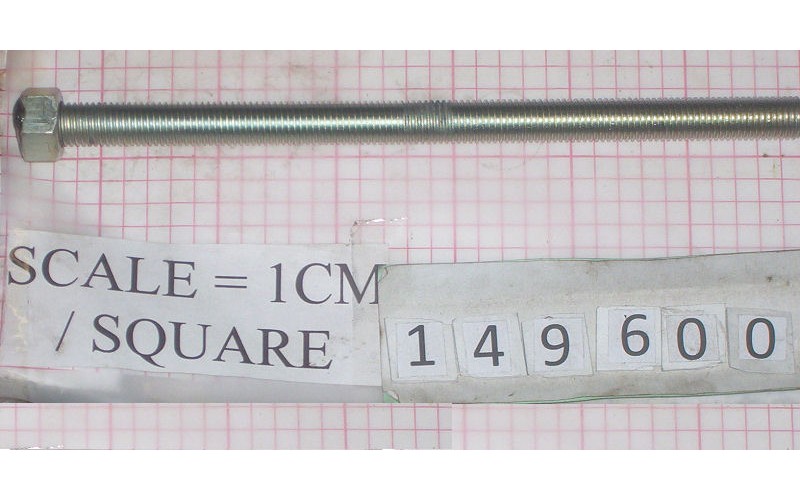 SCALE = 1CM
/ SQUARE
149600